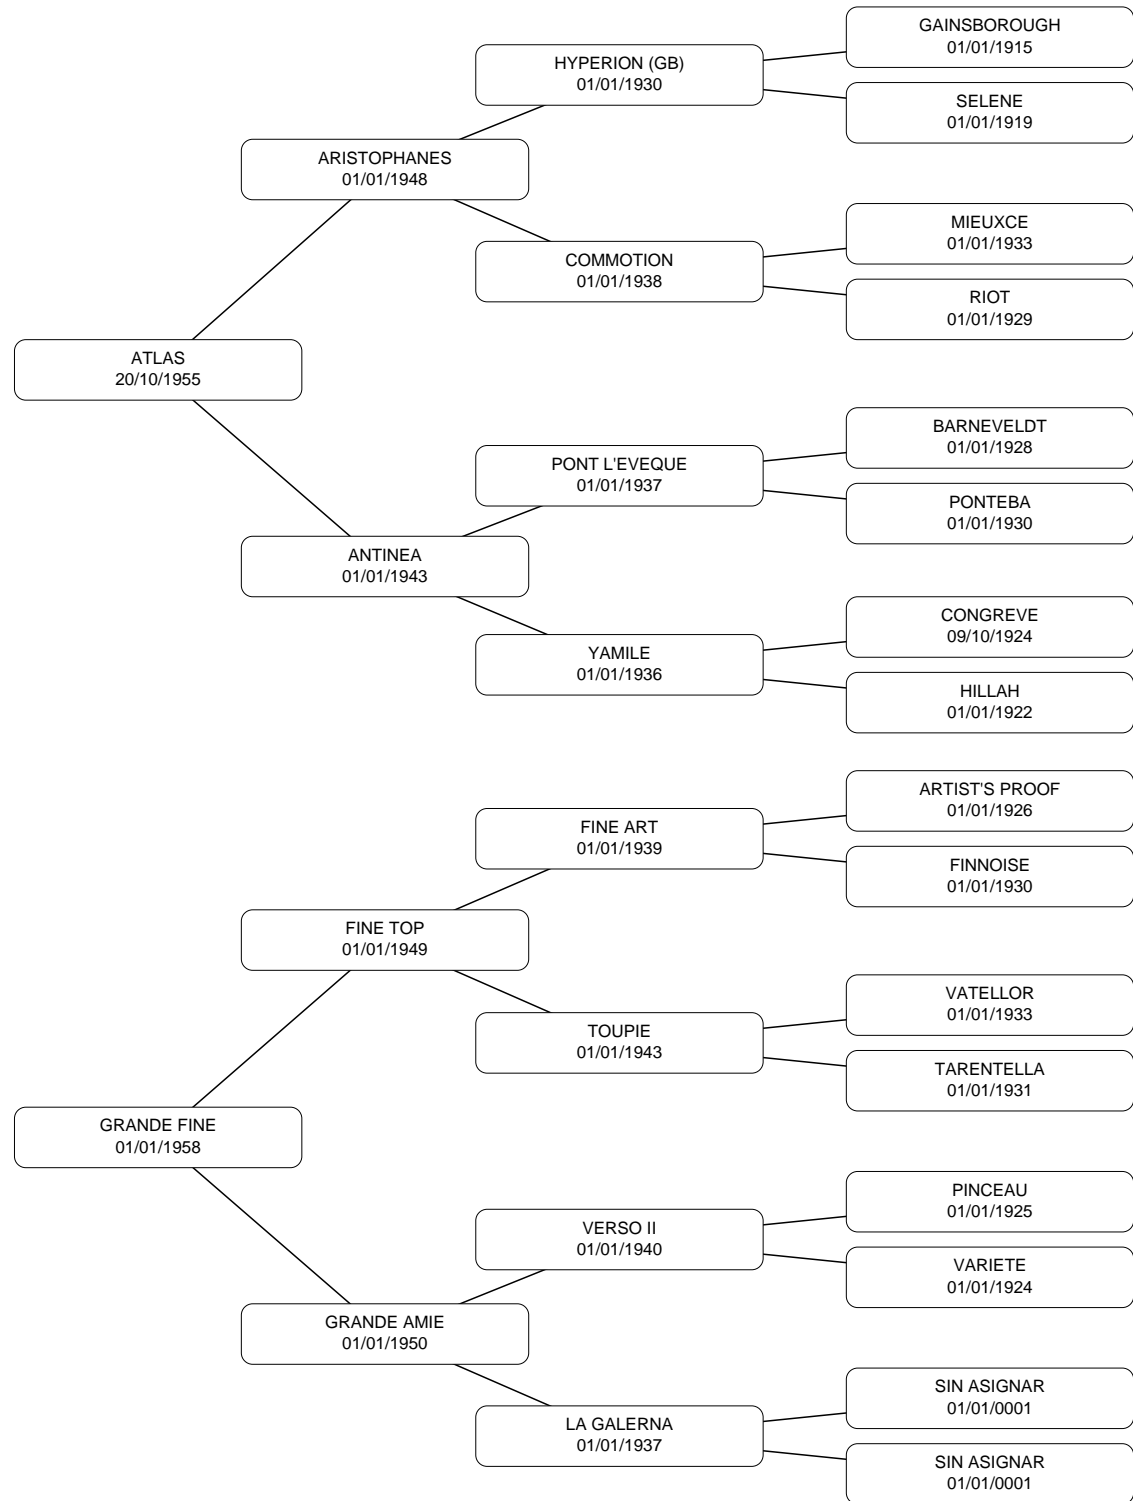 GAINSBOROUGH
01/01/1915
HYPERION (GB)
01/01/1930
SELENE
01/01/1919
ARISTOPHANES
01/01/1948
MIEUXCE
01/01/1933
COMMOTION
01/01/1938
RIOT
01/01/1929
ATLAS
20/10/1955
BARNEVELDT
01/01/1928
PONT L'EVEQUE
01/01/1937
PONTEBA
01/01/1930
ANTINEA
01/01/1943
CONGREVE
09/10/1924
YAMILE
01/01/1936
HILLAH
01/01/1922
ARTIST'S PROOF
01/01/1926
FINE ART
01/01/1939
FINNOISE
01/01/1930
FINE TOP
01/01/1949
VATELLOR
01/01/1933
TOUPIE
01/01/1943
TARENTELLA
01/01/1931
GRANDE FINE
01/01/1958
PINCEAU
01/01/1925
VERSO II
01/01/1940
VARIETE
01/01/1924
GRANDE AMIE
01/01/1950
SIN ASIGNAR
01/01/0001
LA GALERNA
01/01/1937
SIN ASIGNAR
01/01/0001